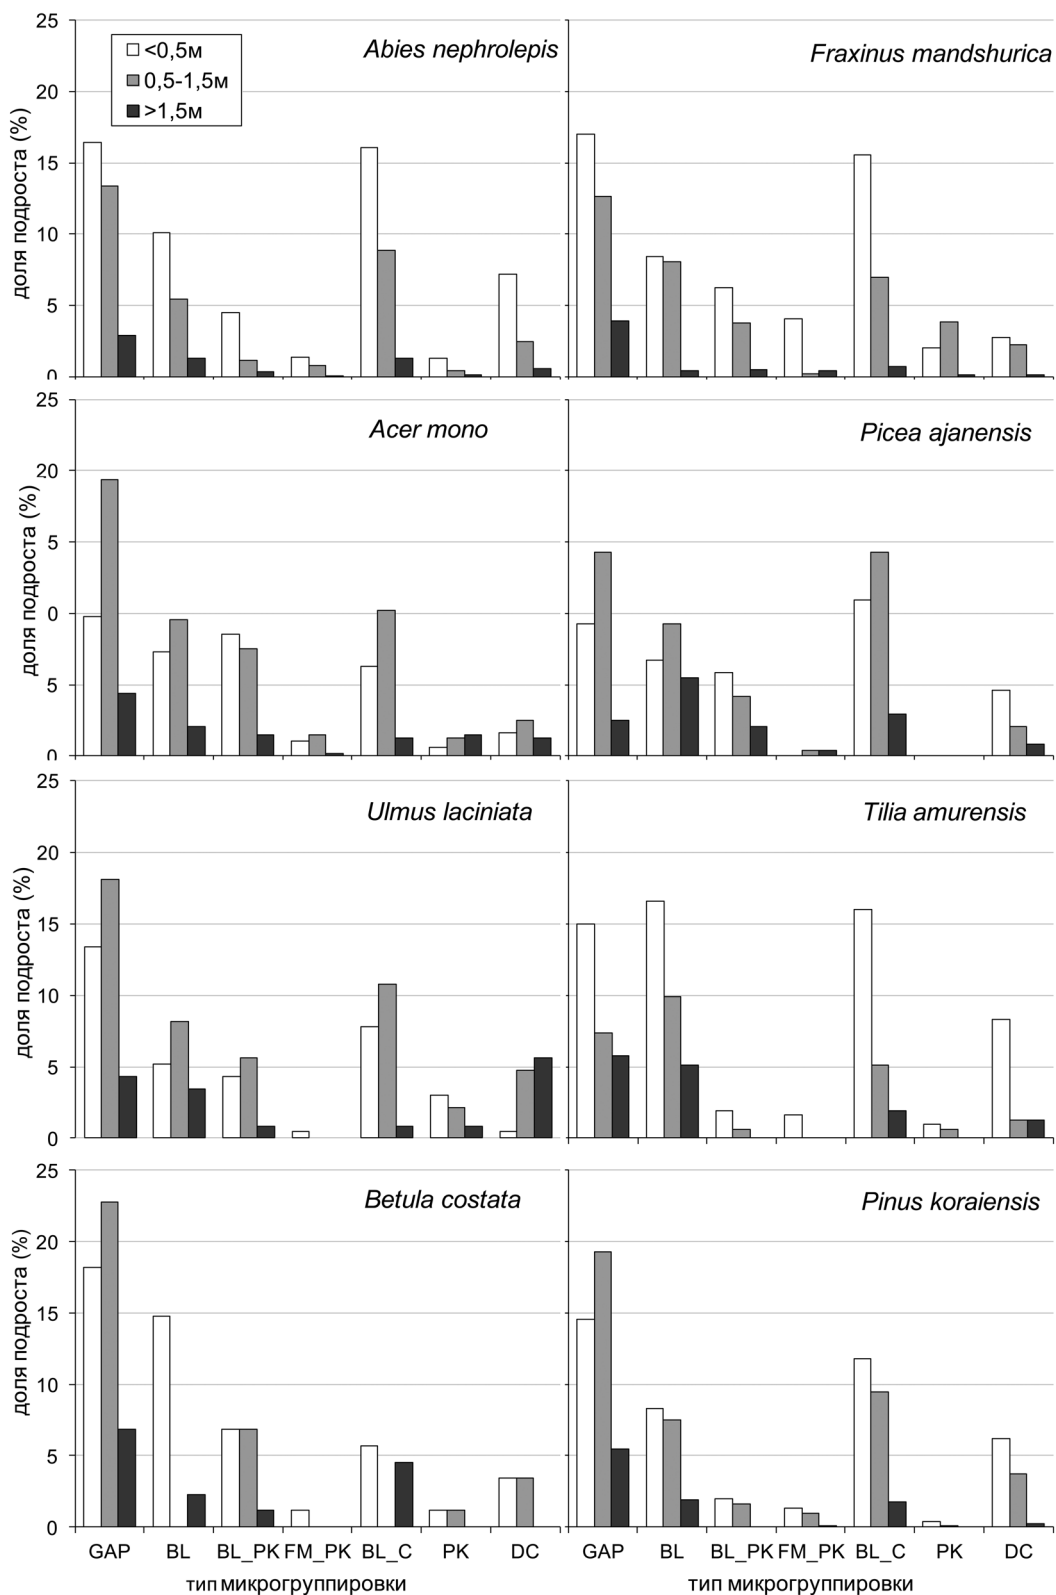 25
20
15
10
5
0
доля подроста (%)
<0,5м
0,5-1,5м
>1,5м
Abies nephrolepis
Fraxinus mandshurica
25
20
5
0
5
0
доля подроста (%)
Acer mono
Picea ajanensis
25
20
15
10
5
0
доля подроста (%)
Ulmus laciniata
Tilia amurensis
25
20
15
10
5
0
доля подроста (%)
Betula costata
Pinus koraiensis
GAP BL BL_PK FM_PK BL_C PK DC
GAP BL BL_PK FM_PK BL_C PK DC
тип микрогруппировки
тип микрогруппировки